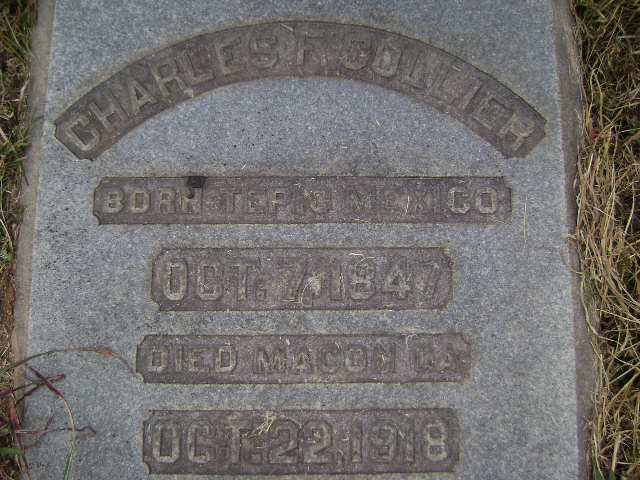 CHARLES F. COLLIER
BORN TEPIC MEXICO
OCT. 7, 1847
DIED MACON GA
OCT. 22, 1918